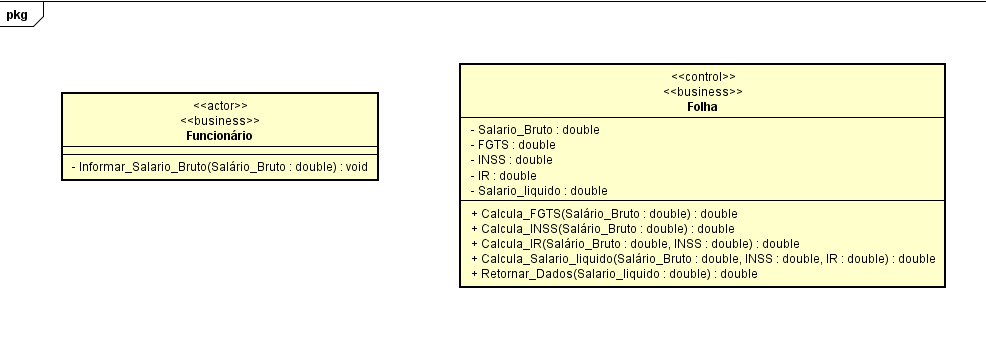 pkg
<<actor>>
<<business>>
Funcionário
- Informar_Salario_Bruto(Salário_Bruto : double) : void
<<control>>
<<business>>
Folha
- Salario_Bruto : double
- FGTS : double
- INSS : double
- IR : double
- Salario_liquido : double
+ Calcula_FGTS(Salário_Bruto : double) : double
+ Calcula_INSS(Salário_Bruto : double) : double
+ Calcula_IR(Salário_Bruto : double, INSS : double) : double
+ Calcula_Salario_liquido(Salário_Bruto : double, INSS : double, IR : double) : double
+ Retornar_Dados(Salario_liquido : double) : double